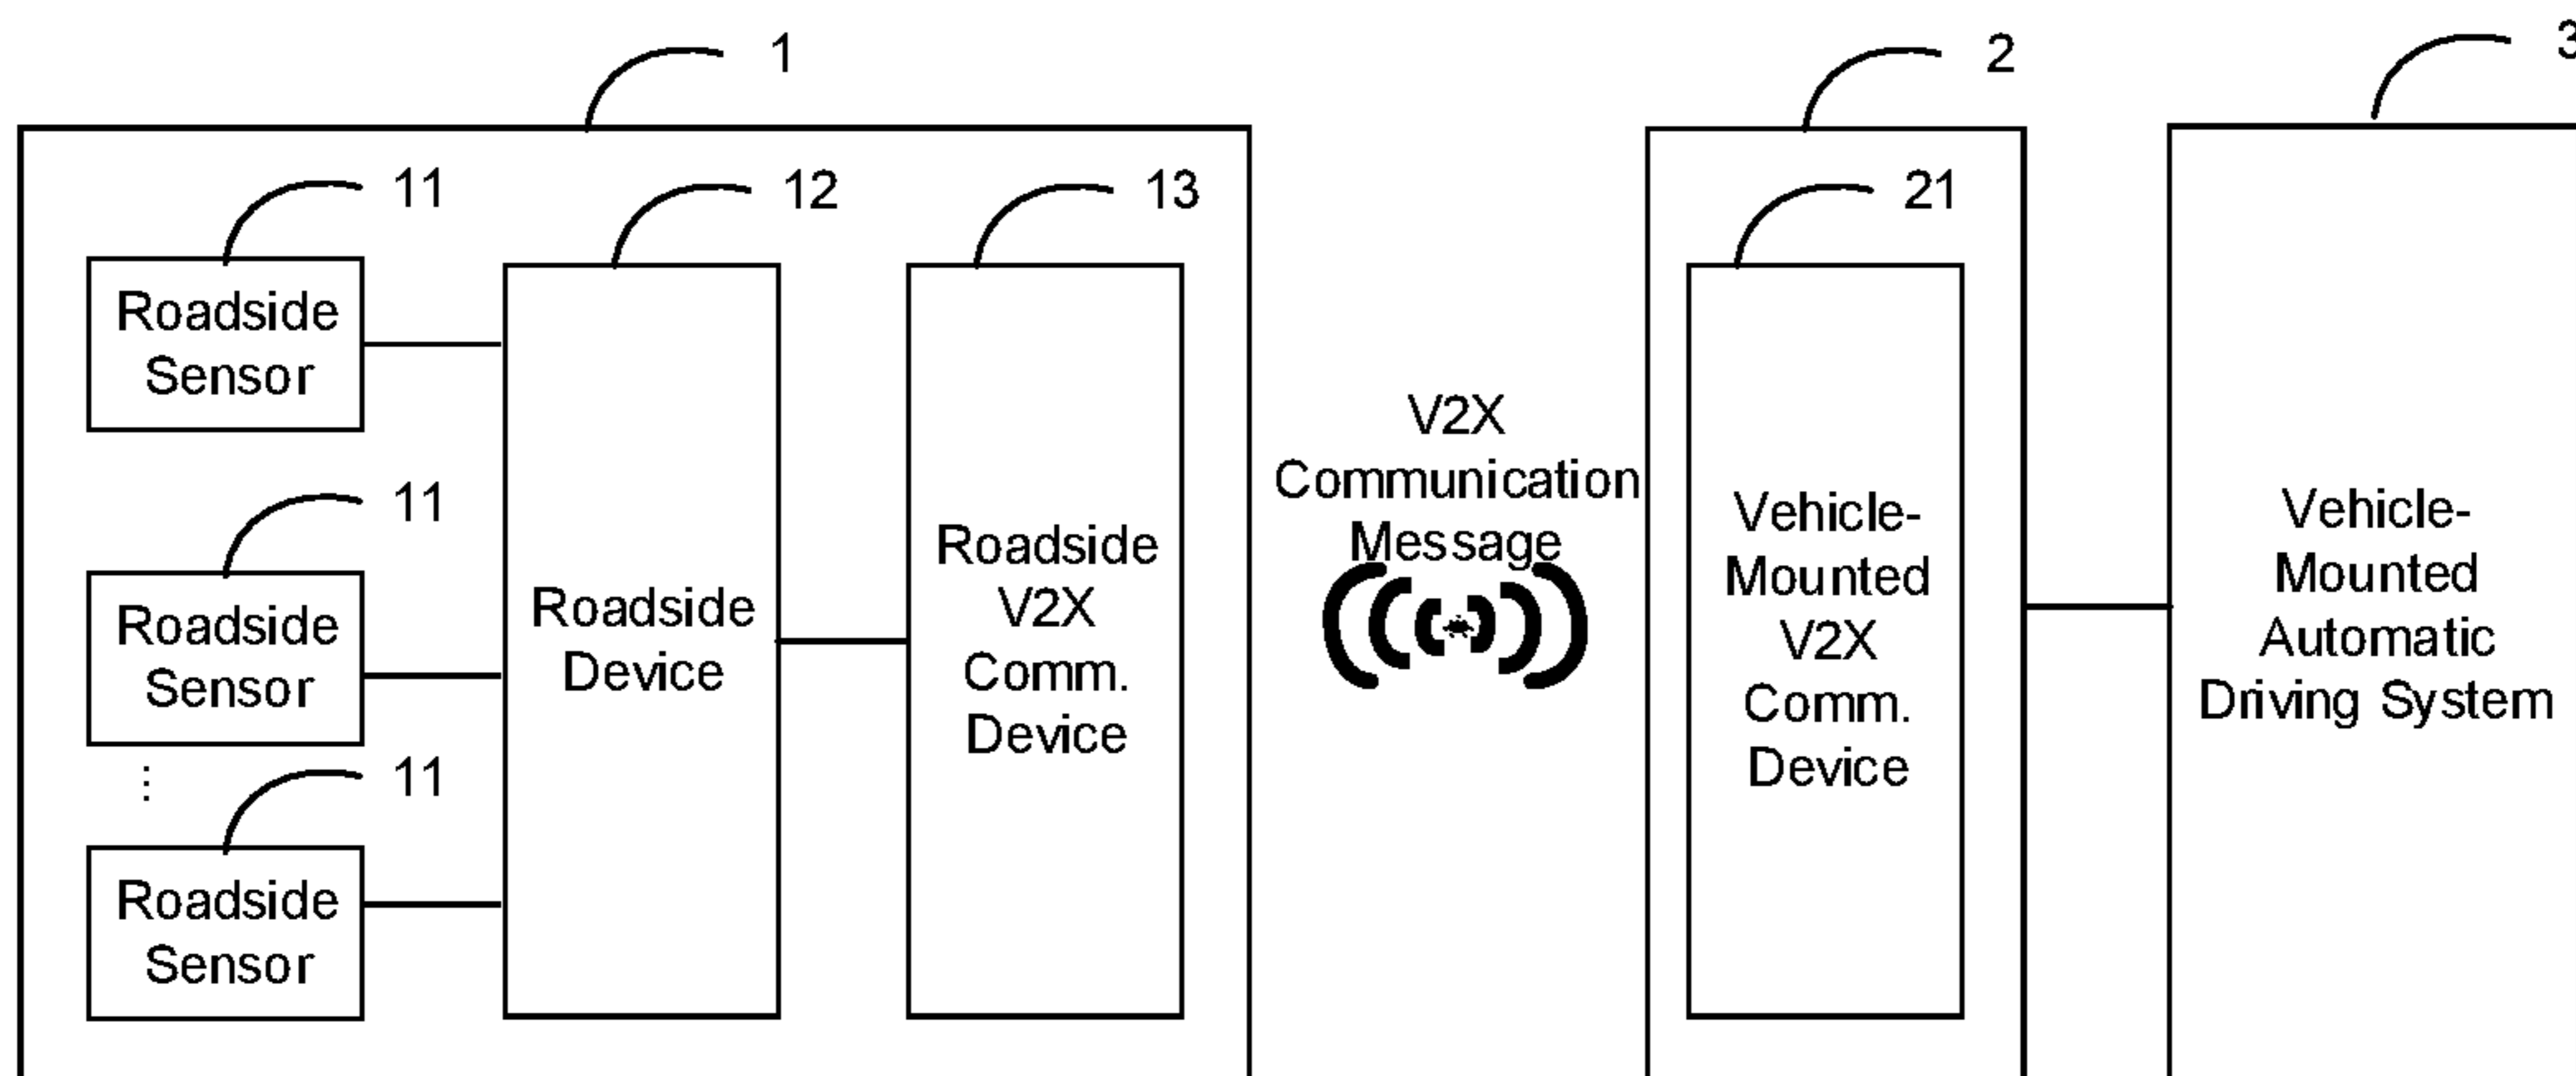 1
2
3
11
12
13
21
Roadside
Sensor
11
Roadside
Sensor
⋮
11
Roadside
Sensor
Roadside
Device
Roadside
V2X
Comm.
Device
V2X
Communication
Message
Vehicle-
Mounted
V2X
Comm.
Device
Vehicle-
Mounted
Automatic
Driving System